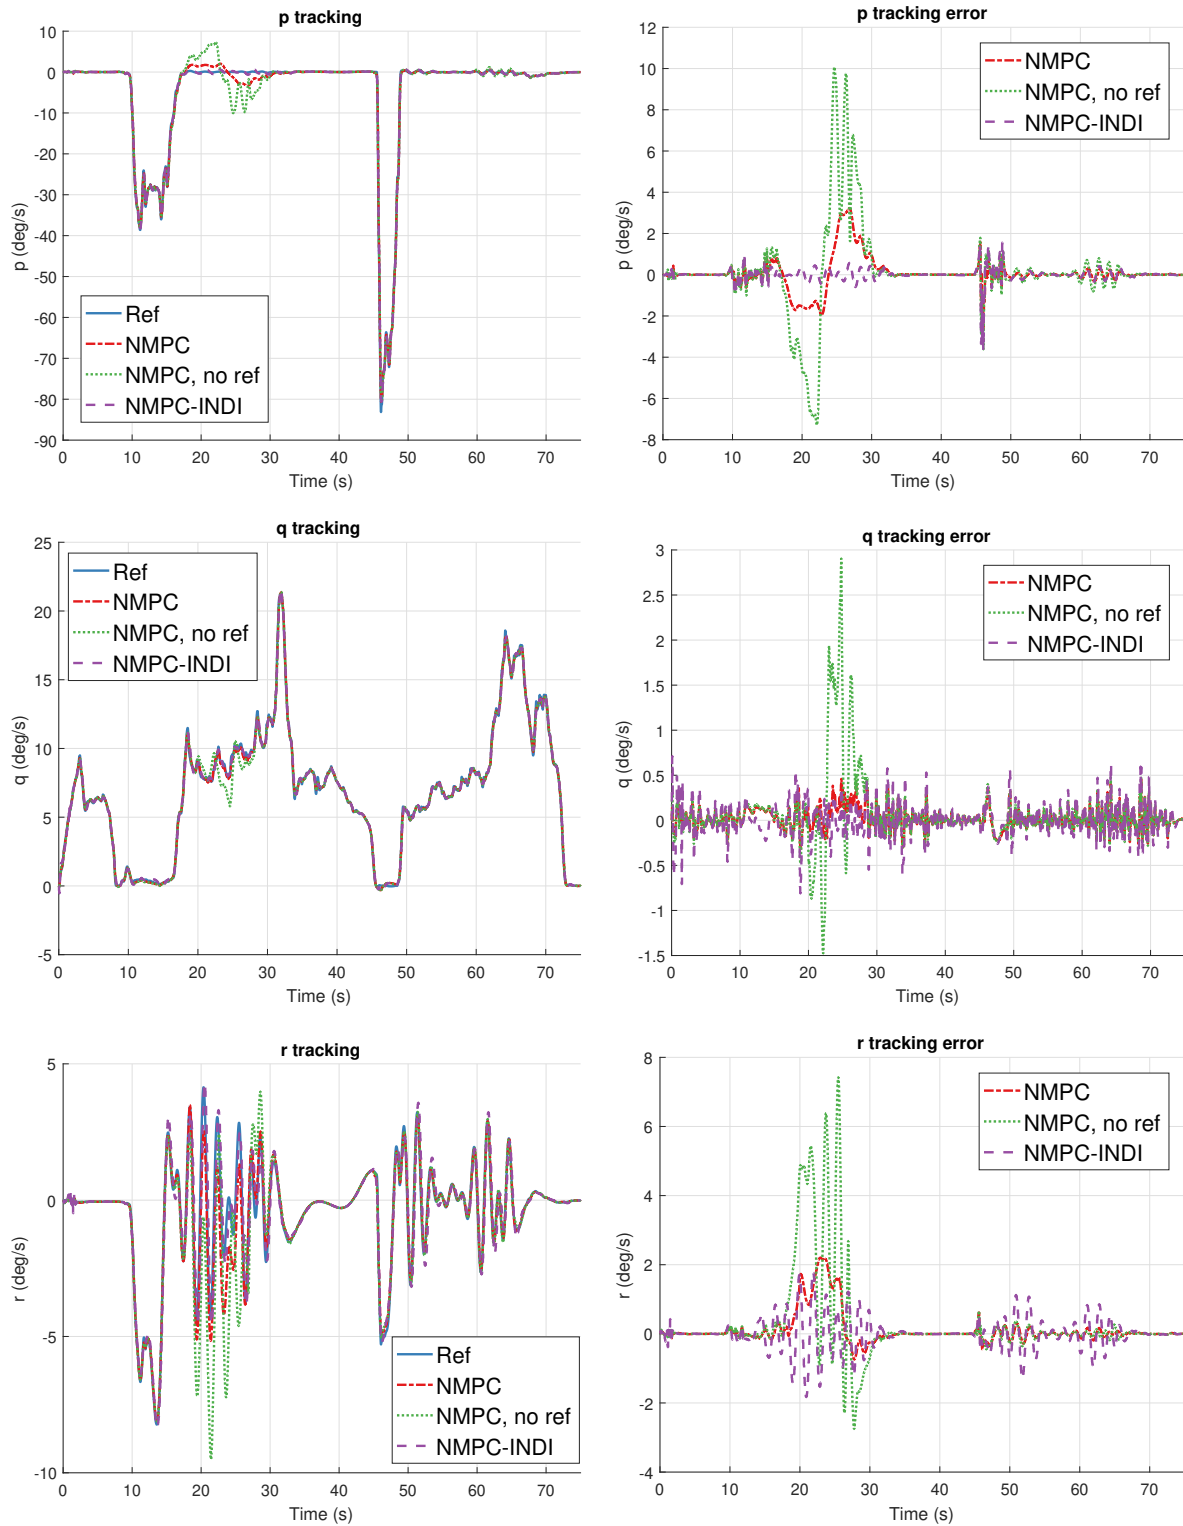 p tracking
10
0
-10
-20
-30
-40
-50
-60
-70
-80
-90
p (deg/s)
Ref
NMPC
NMPC, no ref
NMPC-INDI
0 10 20 30 40 50 60 70
Time (s)
p tracking error
12
10
8
6
4
2
0
-2
-4
-6
-8
p (deg/s)
NMPC
NMPC, no ref
NMPC-INDI
0 10 20 30 40 50 60 70
Time (s)
q tracking
25
20
15
10
5
0
-5
q (deg/s)
Ref
NMPC
NMPC, no ref
NMPC-INDI
0 10 20 30 40 50 60 70
Time (s)
q tracking error
3
2.5
2
1.5
1
0.5
0
-0.5
-1
-1.5
q (deg/s)
NMPC
NMPC, no ref
NMPC-INDI
0 10 20 30 40 50 60 70
Time (s)
r tracking
5
0
-5
-10
r (deg/s)
Ref
NMPC
NMPC, no ref
NMPC-INDI
0 10 20 30 40 50 60 70
Time (s)
r tracking error
8
6
4
2
0
-2
-4
r (deg/s)
NMPC
NMPC, no ref
NMPC-INDI
0 10 20 30 40 50 60 70
Time (s)